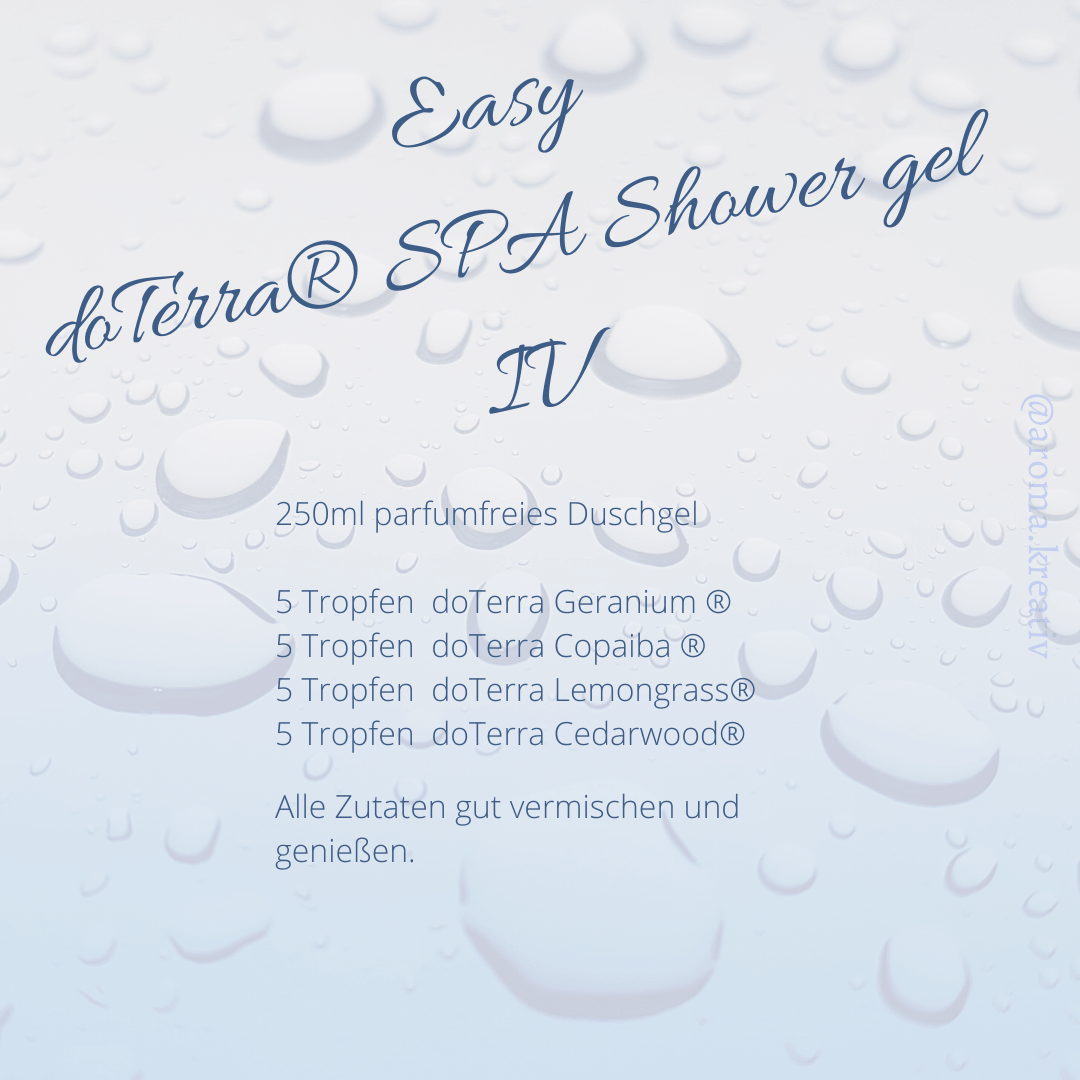 Easy
doTerra® SPA Shower gel
IV
250ml parfumfreies Duschgel
5 Tropfen  doTerra Geranium ®
5 Tropfen  doTerra Copaiba ®
5 Tropfen  doTerra Lemongrass®
5 Tropfen  doTerra Cedarwood®
Alle Zutaten gut vermischen und
genießen.
@aroma.kreativ